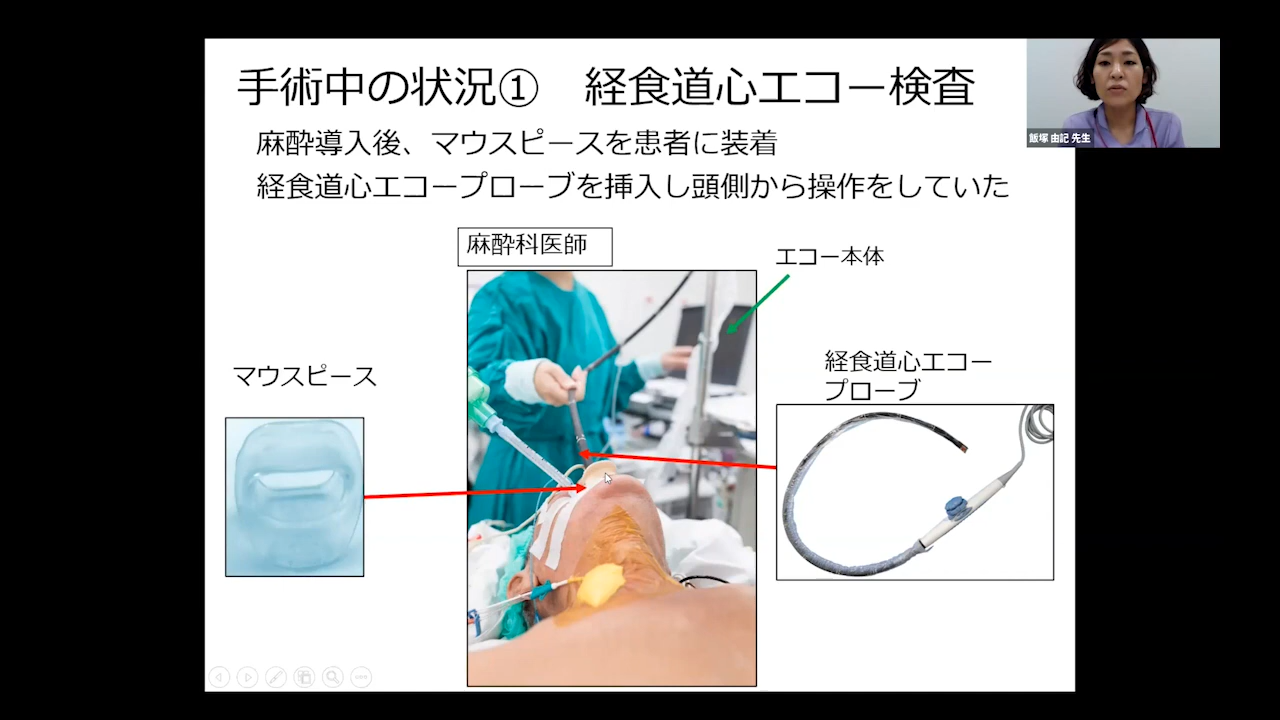 手術中の状況① 経食道心エコー検査
麻酔導入後、マウスピースを患者に装着
経食道心エコープローブを挿入し頭側から操作をしていた
飯塚 由記 先生
麻酔科医師
エコー本体
マウスピース
経食道心エコー
プローブ